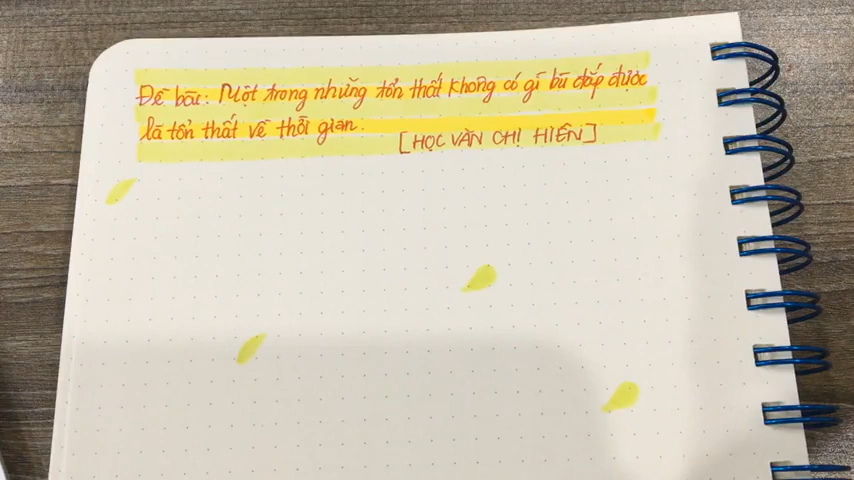 Đề bài: Một trong những tổn thất không có gì bù đắp được
là tổn thất về thời gian.
[HỌC VĂN CHỊ HIÊN]